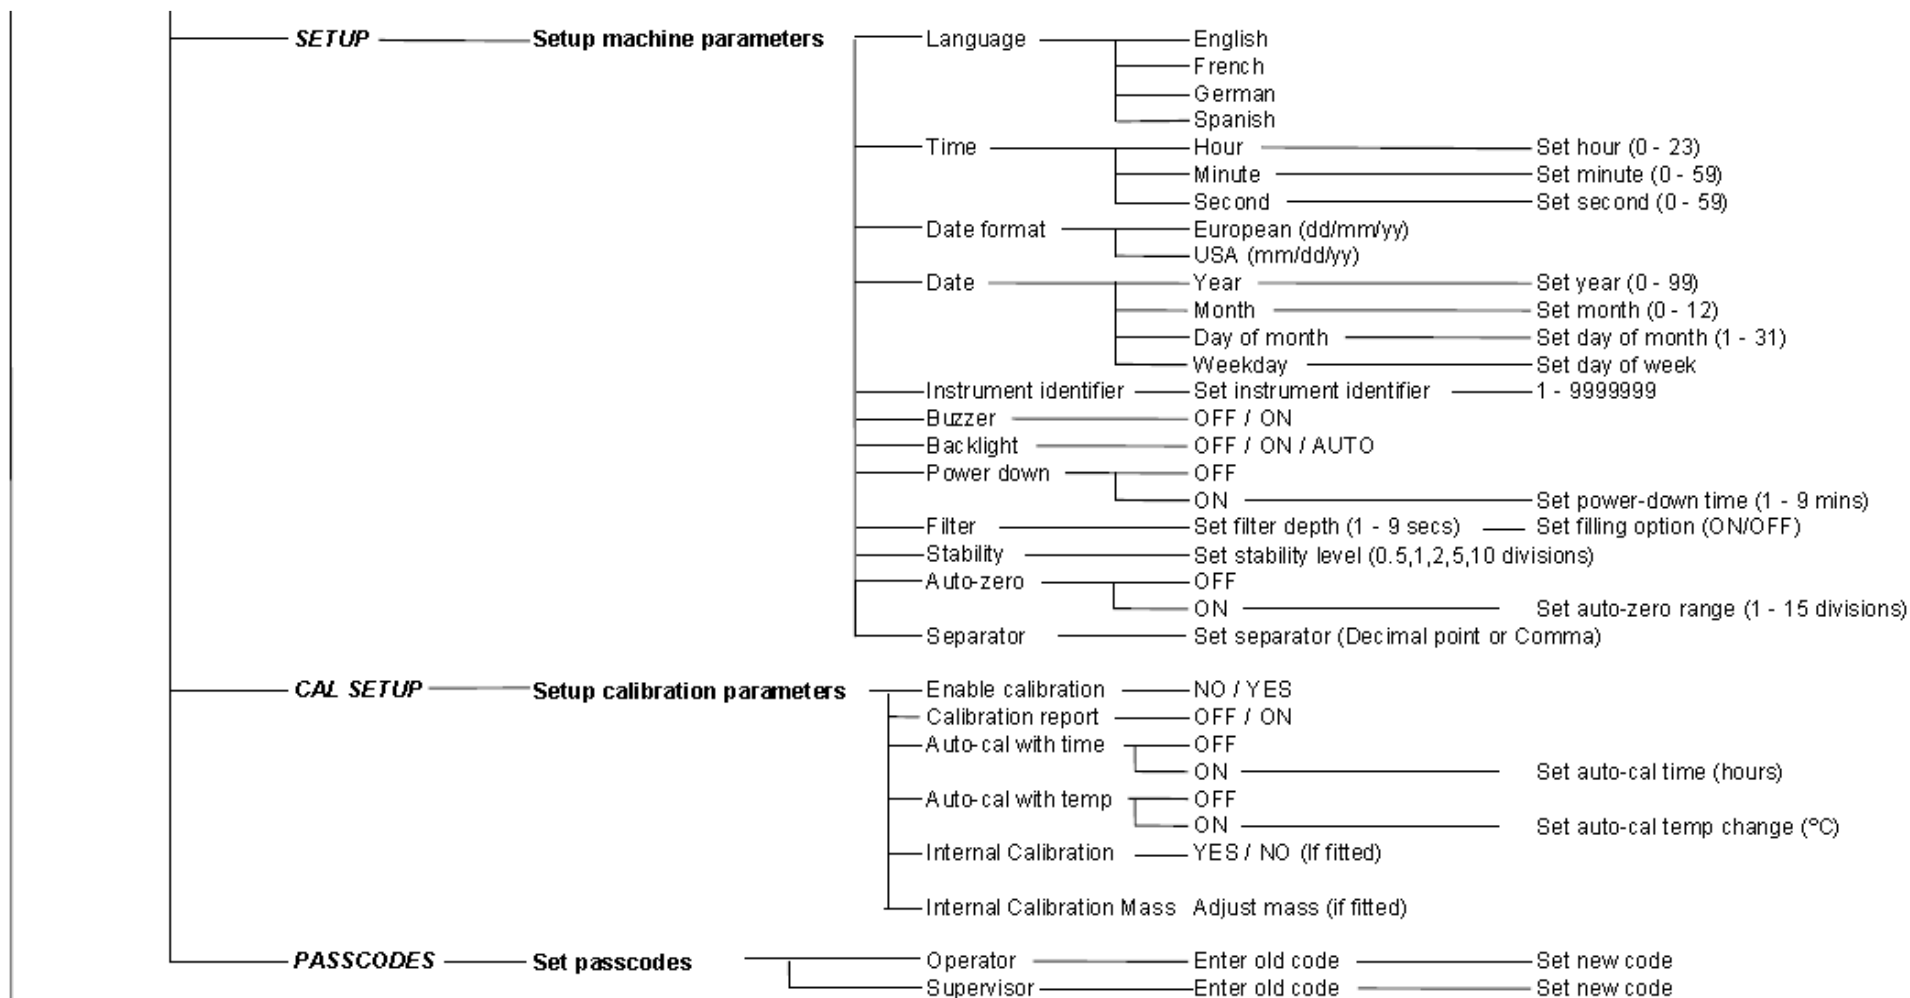 SETUP Setup machine parameters Language English
French
German
Spanish
Time Hour Set hour (0 - 23)
Minute Set minute (0 - 59)
Second Set second (0 - 59)
Date format European (dd/mm/yy)
USA (mm/dd/yy)
Date Year Set year (0 - 99)
Month Set month (0 - 12)
Day of month Set day of month (1 - 31)
Weekday Set day of week
Instrument identifier Set instrument identifier 1 - 9999999
Buzzer OFF / ON
Backlight OFF / ON / AUTO
Power down OFF
ON Set power-down time (1 - 9 mins)
Filter Set filter depth (1 - 9 secs) Set filling option (ON/OFF)
Stability Set stability level (0.5,1,2,5,10 divisions)
Auto-zero OFF
ON Set auto-zero range (1 - 15 divisions)
Separator Set separator (Decimal point or Comma)
CAL SETUP Setup calibration parameters Enable calibration NO / YES
Calibration report OFF / ON
Auto-cal with time OFF
ON Set auto-cal time (hours)
Auto-cal with temp OFF
ON Set auto-cal temp change (°C)
Internal Calibration YES / NO (If fitted)
Internal Calibration Mass Adjust mass (if fitted)
PASSCODES Set passcodes Operator Enter old code Set new code
Supervisor Enter old code Set new code